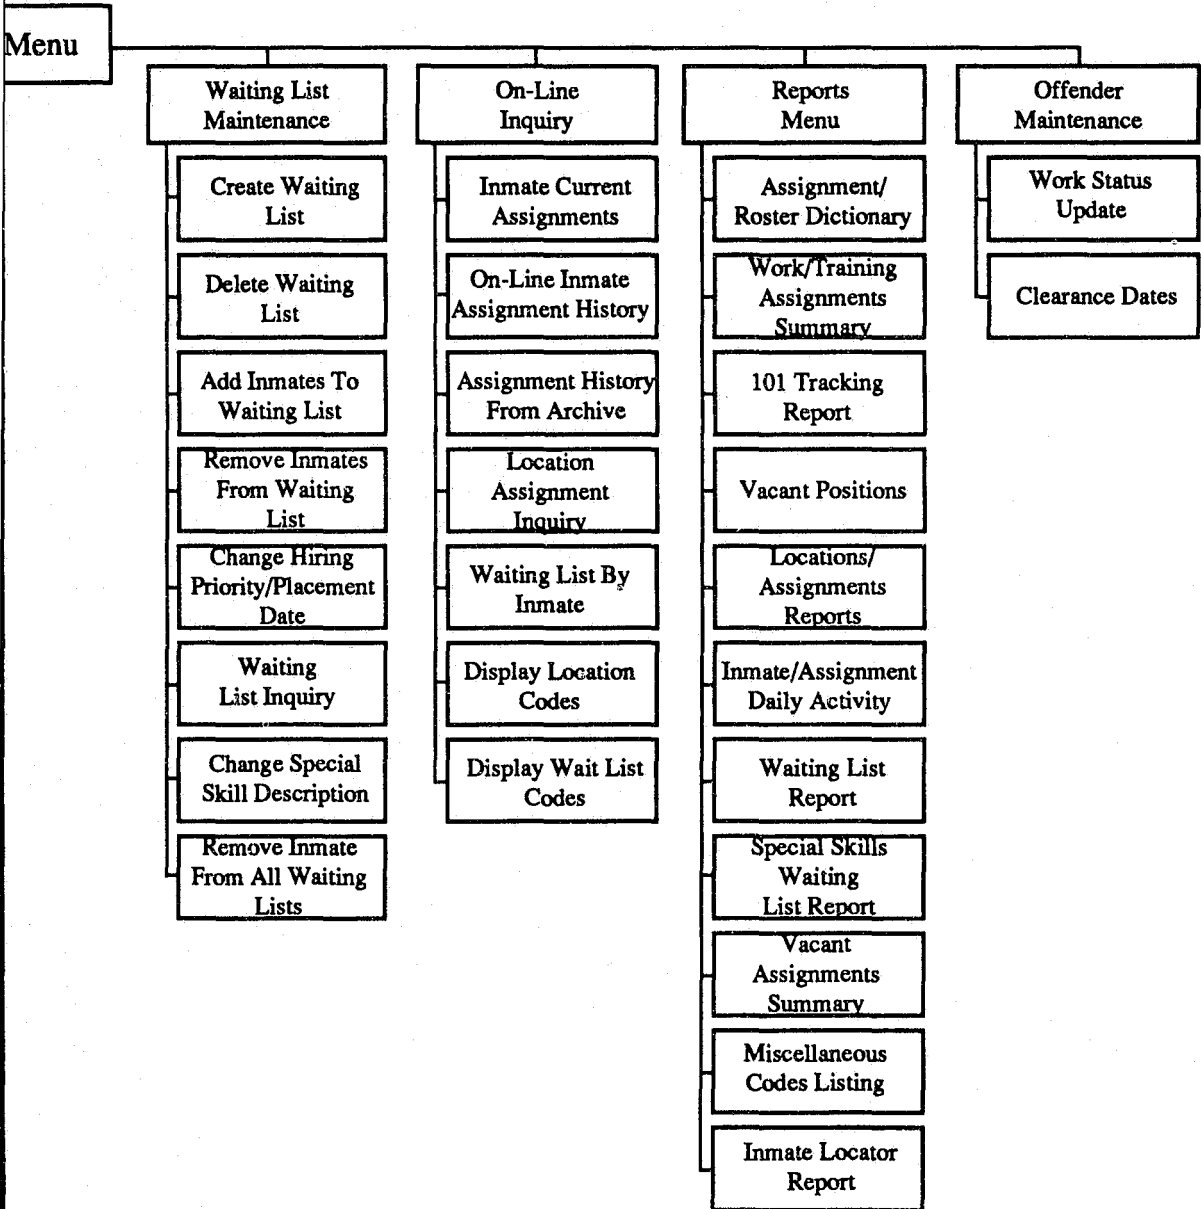 Menu
Waiting List
Maintenance
Create Waiting
List
Delete Waiting
List
Add Inmates To
Waiting List
Remove Inmates
From Waiting
List
Change Hiring
Priority/Placement
Date
Waiting
List Inquiry
Change Special
Skill Description
Remove Inmate
From All Waiting
Lists
On-Line
Inquiry
Inmate Current
Assignments
On-Line Inmate
Assignment History
Assignment History
From Archive
Location
Assignment
Inquiry
Waiting List By
Inmate
Display Location
Codes
Display Wait List
Codes
Reports
Menu
Assignment/
Roster Dictionary
Work/Training
Assignments
Summary
101 Tracking
Report
Vacant Positions
Locations/
Assignments
Reports
Inmate/Assignment
Daily Activity
Waiting List
Report
Special Skills
Waiting
List Report
Vacant
Assignments
Summary
Miscellaneous
Codes Listing
Inmate Locator
Report
Offender
Maintenance
Work Status
Update
Clearance Dates